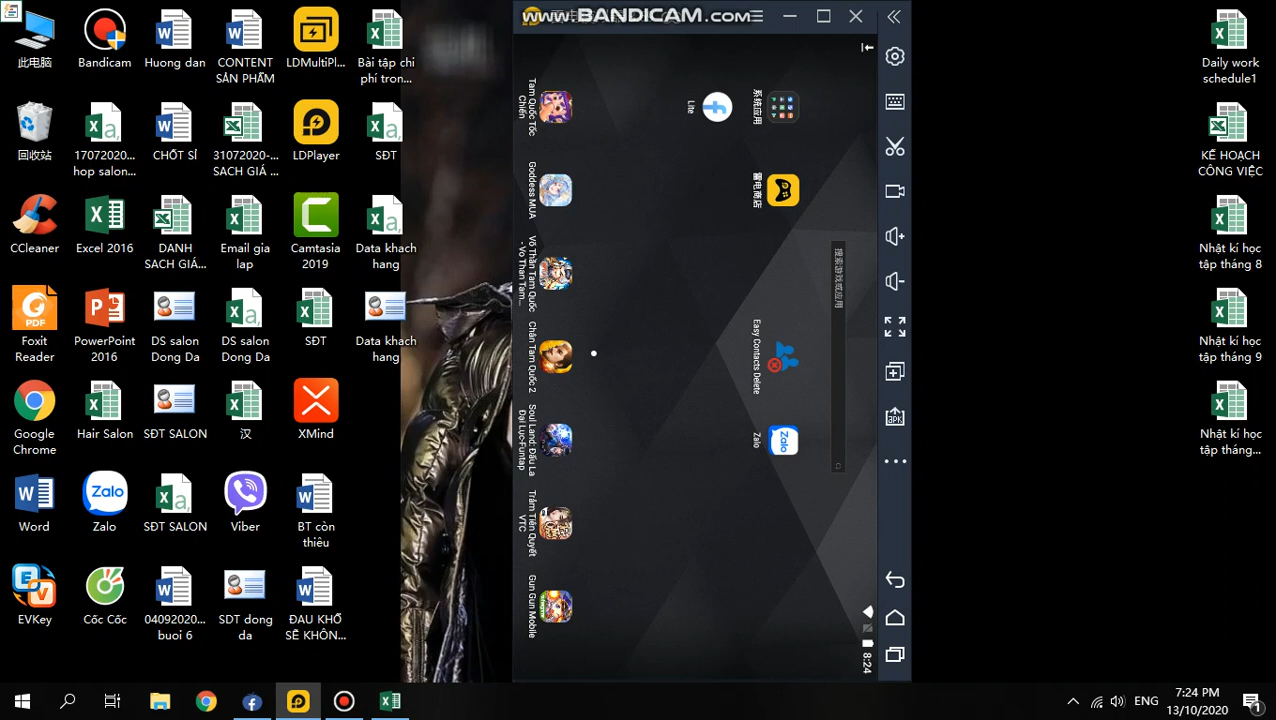 www.BANDICAM.com
此电脑
Bandicam
Huong dan
CONTENT
SẢN PHẨM
LDMultiPl...
Bài tập chi
phí tron...
回收站
17072020...
hop salon...
CHỐT SỈ
31072020-...
SACH GIÁ ...
LDPlayer
SĐT
CCleaner
Excel 2016
DANH
SACH GIÁ...
Email gia
lap
Camtasia
2019
Data khach
hang
Foxit
Reader
PowerPoint
2016
DS salon
Dong Da
DS salon
Dong Da
SĐT
Data khach
hang
Google
Chrome
Hair Salon
SĐT SALON
汉
XMind
Word
Zalo
SĐT SALON
Viber
BT còn
thiêu
EVKey
Cốc Cốc
04092020...
buoi 6
SDT dong
da
ĐAU KHỔ
SẼ KHÔN...
搜索游戏或应用
系统应用
雷电商店
Easy Contacts Delete
Zalo
Lite
Tam Quốc Tốc
Chiến
Goddess MUA
Võ Thần Tam Quốc
- Vo Than Tam...
Chân Tam Quốc 2
Soul Land: Đấu La
Đại Lục-Funtap
Trảm Tiên Quyết
VTC
Gun Gun Mobile
8:24
Daily work
schedule1
KẾ HOẠCH
CÔNG VIỆC
Nhật kí học
tập tháng 8
Nhật kí học
tập tháng 9
Nhật kí học
tập tháng...
ENG
7:24 PM
13/10/2020